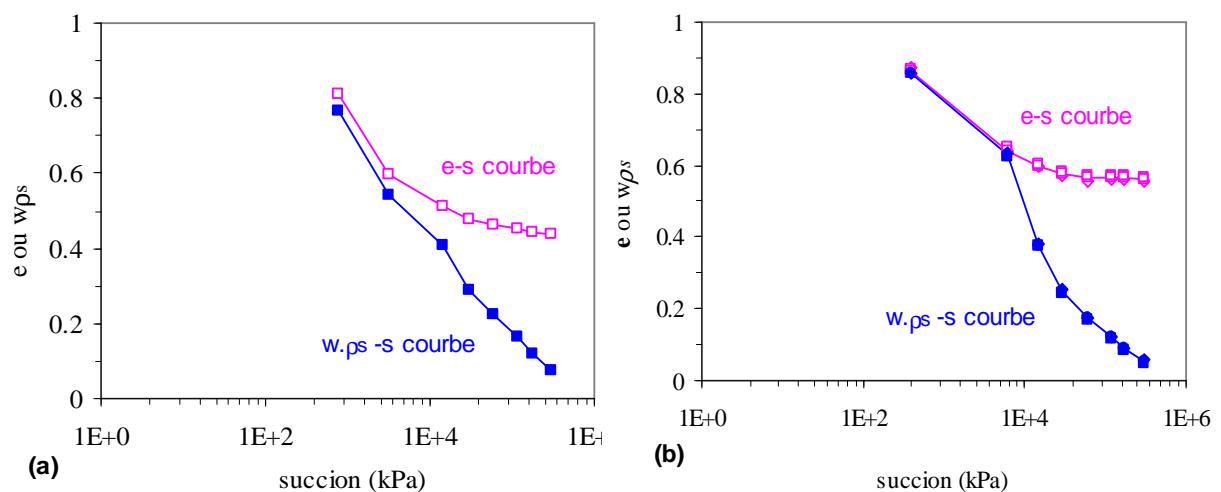 1
0.8
0.6
0.4
0.2
0
e ou wρs
e-s courbe
w.ρs -s courbe
1E+0
1E+2
1E+4
succion (kPa)
(a)
1
0.8
0.6
0.4
0.2
0
e ou wρs
e-s courbe
w.ρs -s courbe
1E+0
1E+2
1E+4
1E+6
succion (kPa)
(b)